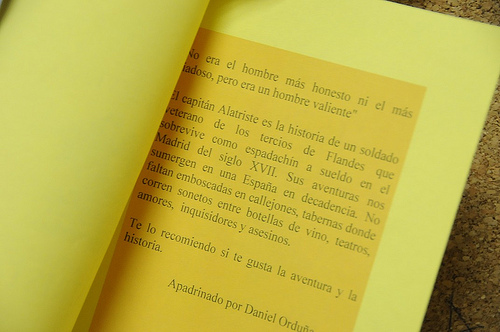 No era el hombre más honesto ni el más
adoso, pero era un hombre valiente"
El capitán Alatriste es la historia de un soldado
veterano de los tercios de Flandes que
sobrevive como espadachín a sueldo en el
Madrid del siglo XVII. Sus aventuras nos
sumergen en una España en decadencia. No
faltan emboscadas en callejones, tabernas donde
corren sonetos entre botellas de vino, teatros,
amores, inquisidores y asesinos.
Te lo recomiendo si te gusta la aventura y la
historia.
Apadrinado por Daniel Orduña